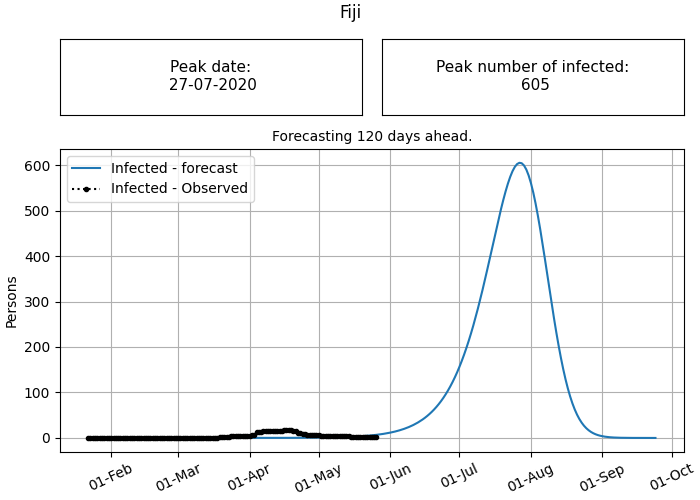 Fiji
Peak date:
27-07-2020
Peak number of infected:
605
Forecasting 120 days ahead.
Infected - forecast
Infected - Observed
Persons
600
500
400
300
200
100
0
01-Feb
01-Mar
01-Apr
01-May
01-Jun
01-Jul
01-Aug
01-Sep
01-Oct